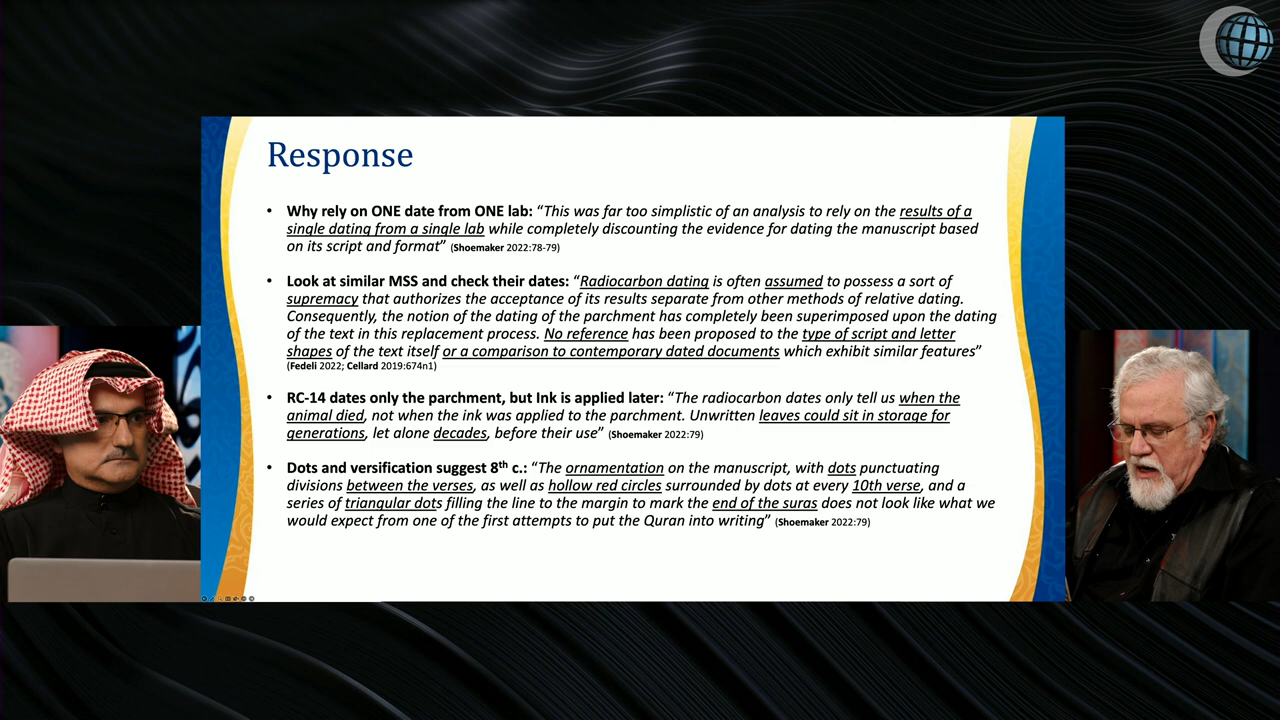 Response
• Why rely on ONE date from ONE lab: “This was far too simplistic of an analysis to rely on the results of a
single dating from a single lab while completely discounting the evidence for dating the manuscript based
on its script and format” (Shoemaker 2022:78-79)
• Look at similar MSS and check their dates: “Radiocarbon dating is often assumed to possess a sort of
supremacy that authorizes the acceptance of its results separate from other methods of relative dating.
Consequently, the notion of the dating of the parchment has completely been superimposed upon the dating
of the text in this replacement process. No reference has been proposed to the type of script and letter
shapes of the text itself or a comparison to contemporary dated documents which exhibit similar features”
(Fedeli 2022; Cellard 2019:674n1)
• RC-14 dates only the parchment, but Ink is applied later: “The radiocarbon dates only tell us when the
animal died, not when the ink was applied to the parchment. Unwritten leaves could sit in storage for
generations, let alone decades, before their use” (Shoemaker 2022:79)
• Dots and versification suggest 8th c.: “The ornamentation on the manuscript, with dots punctuating
divisions between the verses, as well as hollow red circles surrounded by dots at every 10th verse, and a
series of triangular dots filling the line to the margin to mark the end of the suras does not look like what we
would expect from one of the first attempts to put the Quran into writing” (Shoemaker 2022:79)